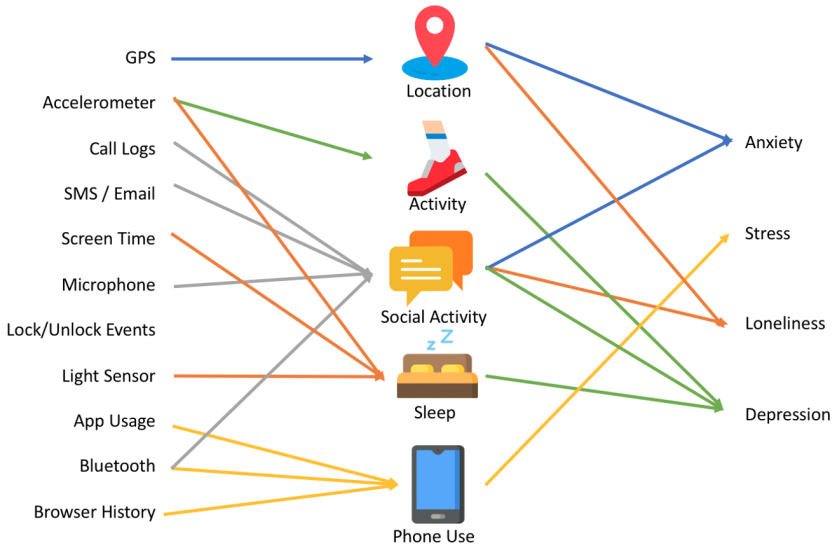 GPS
Accelerometer
Call Logs
SMS / Email
Screen Time
Microphone
Lock/Unlock Events
Light Sensor
App Usage
Bluetooth
Browser History
Location
Activity
Social Activity
z Z
Sleep
Phone Use
Anxiety
Stress
Loneliness
Depression